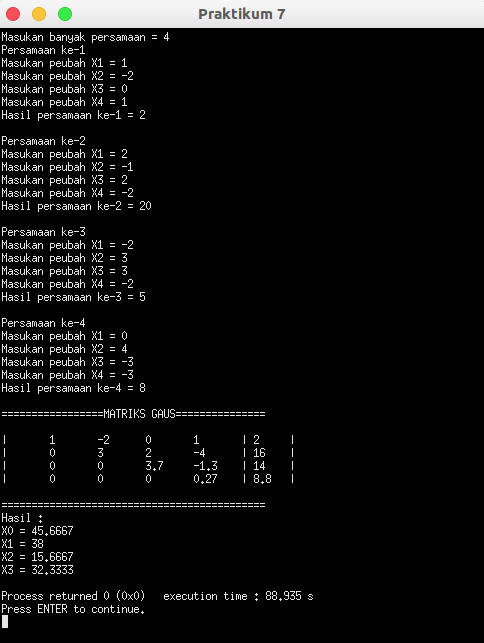 Praktikum 7
Masukan banyak persamaan = 4
Persamaan ke-1
Masukan peubah X1 = 1
Masukan peubah X2 = -2
Masukan peubah X3 = 0
Masukan peubah X4 = 1
Hasil persamaan ke-1 = 2
Persamaan ke-2
Masukan peubah X1 = 2
Masukan peubah X2 = -1
Masukan peubah X3 = 2
Masukan peubah X4 = -2
Hasil persamaan ke-2 = 20
Persamaan ke-3
Masukan peubah X1 = -2
Masukan peubah X2 = 3
Masukan peubah X3 = 3
Masukan peubah X4 = -2
Hasil persamaan ke-3 = 5
Persamaan ke-4
Masukan peubah X1 = 0
Masukan peubah X2 = 4
Masukan peubah X3 = -3
Masukan peubah X4 = -3
Hasil persamaan ke-4 = 8
=================MATRIKS GAUS===============
| 1 -2 0 1 | 2 |
| 0 3 2 -4 | 16 |
| 0 0 3.7 -1.3 | 14 |
| 0 0 0 0.27 | 8.8 |
============================================
Hasil :
X0 = 45.6667
X1 = 38
X2 = 15.6667
X3 = 32.3333
Process returned 0 (0x0) execution time : 88.935 s
Press ENTER to continue.